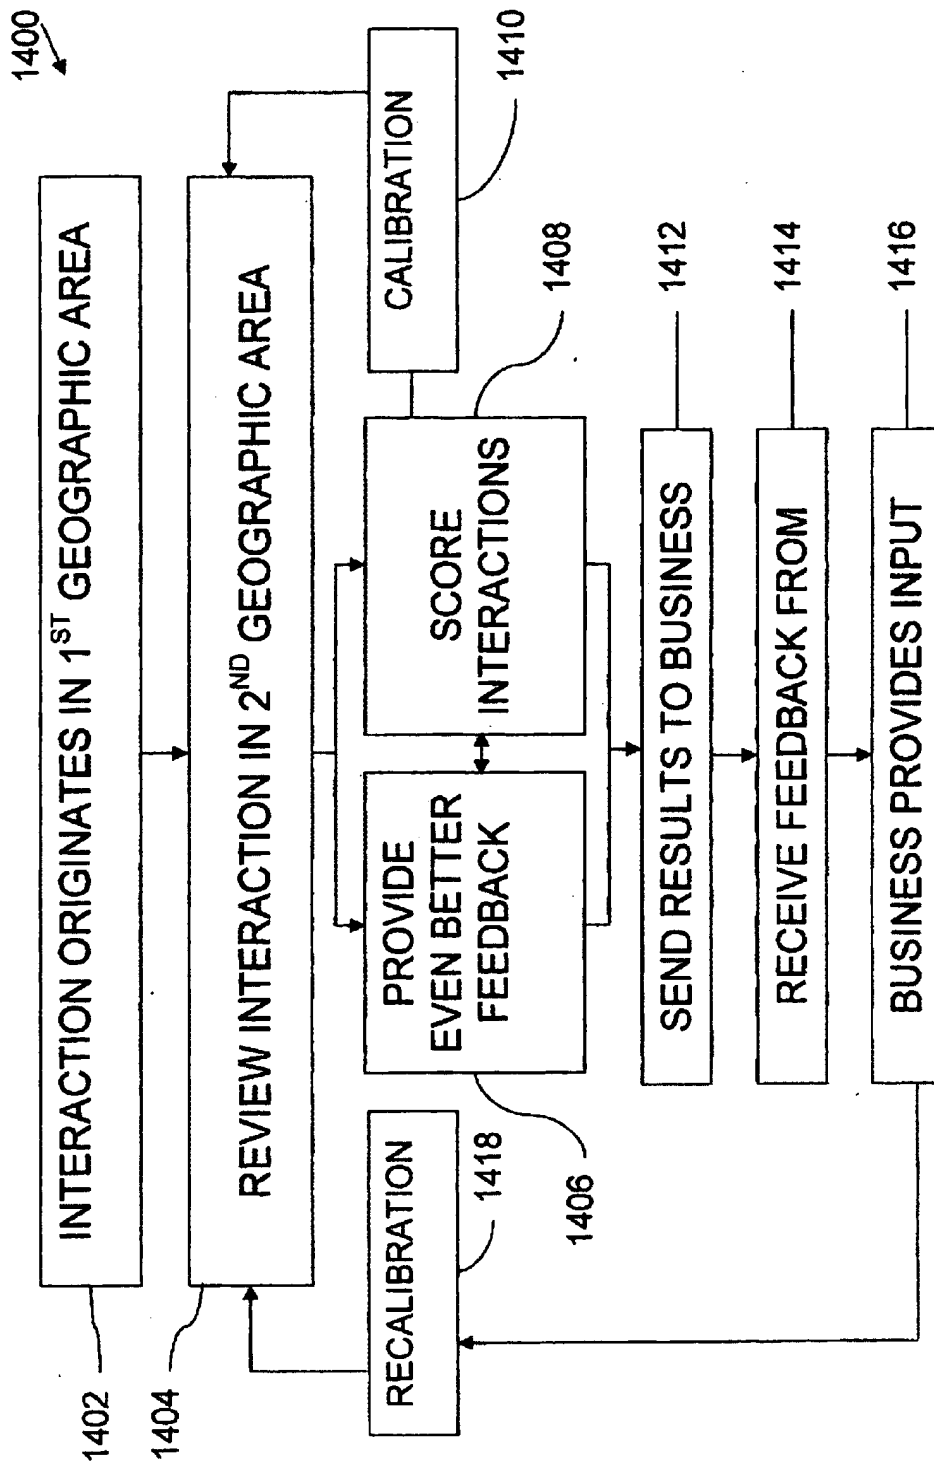 1400
INTERACTION ORIGINATES IN 1ST GEOGRAPHIC AREA
1402
REVIEW INTERACTION IN 2ND GEOGRAPHIC AREA
1404
RECALIBRATION
1418
PROVIDE
EVEN BETTER
FEEDBACK
1406
SCORE
INTERACTIONS
1408
CALIBRATION
1410
SEND RESULTS TO BUSINESS
1412
RECEIVE FEEDBACK FROM
1414
BUSINESS PROVIDES INPUT
1416